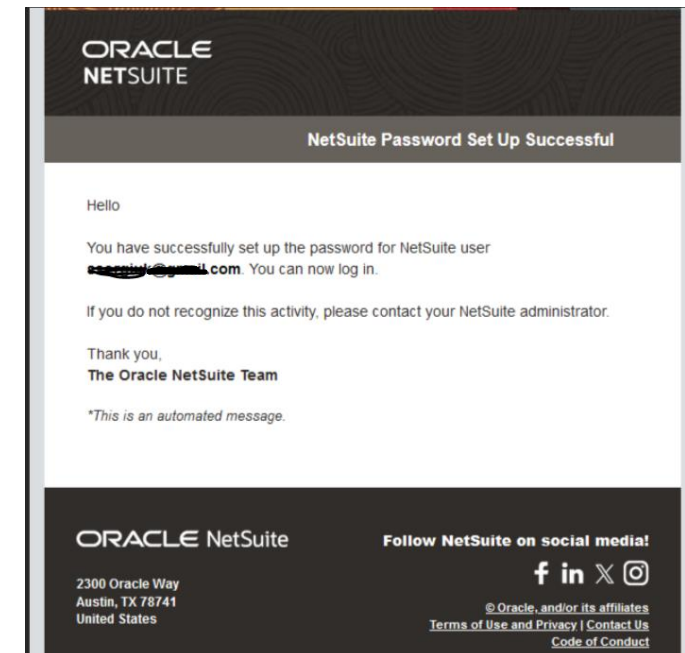 ORACLE
NETSUITE
NetSuite Password Set Up Successful
Hello
You have successfully set up the password for NetSuite user
.com. You can now log in.
If you do not recognize this activity, please contact your NetSuite administrator.
Thank you,
The Oracle NetSuite Team
*This is an automated message.
ORACLE NetSuite
2300 Oracle Way
Austin, TX 78741
United States
Follow NetSuite on social media!
© Oracle, and/or its affiliates
Terms of Use and Privacy | Contact Us
Code of Conduct